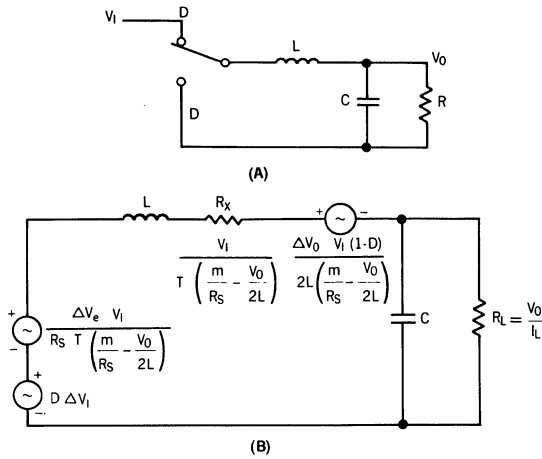 V_I D
L
V_O
C
R
D
(A)
L
R_X
+ ~ −
V_I / T ( m/R_S − V_O/2L )
ΔV_O V_I (1-D) / 2L ( m/R_S − V_O/2L )
C
R_L = V_O/I_L
+ ~ −
ΔV_e V_I / R_S T ( m/R_S − V_O/2L )
+ ~ −
D ΔV_I
(B)